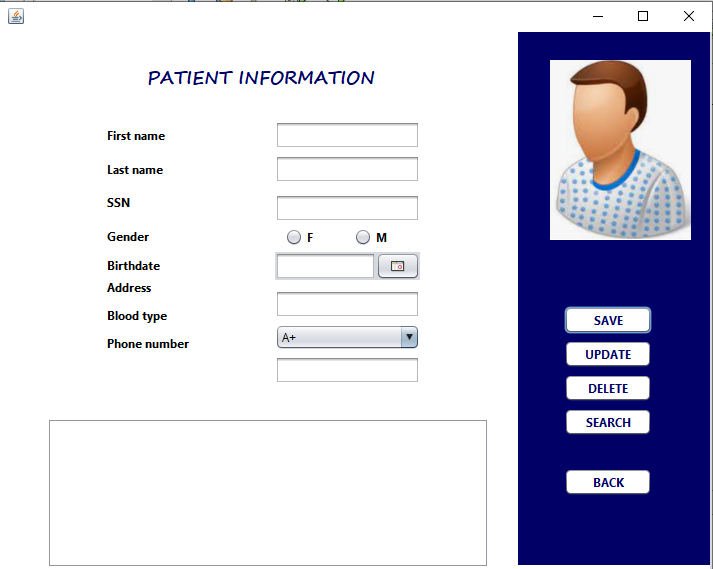 PATIENT INFORMATION
First name
Last name
SSN
Gender F M
Birthdate
Address
Blood type
A+
Phone number
SAVE
UPDATE
DELETE
SEARCH
BACK